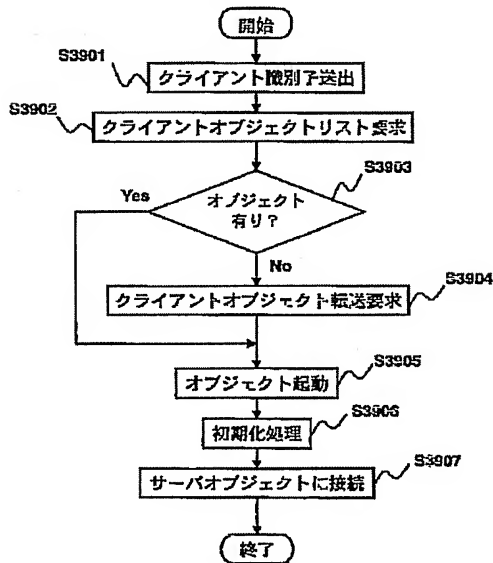 開始
S3901
クライアント識別子送出
S3902
クライアントオブジェクトリスト要求
S3903
オブジェクト
有り？
Yes
No
S3904
クライアントオブジェクト転送要求
S3905
オブジェクト起動
S3906
初期化処理
S3907
サーバオブジェクトに接続
終了